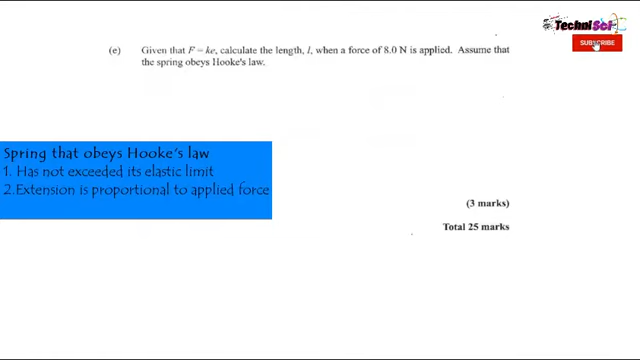 TechniSci
SUBSCRIBE
(e) Given that F = ke, calculate the length, l, when a force of 8.0 N is applied. Assume that
the spring obeys Hooke's law.
Spring that obeys Hooke's law
1. Has not exceeded its elastic limit
2.Extension is proportional to applied force
(3 marks)
Total 25 marks